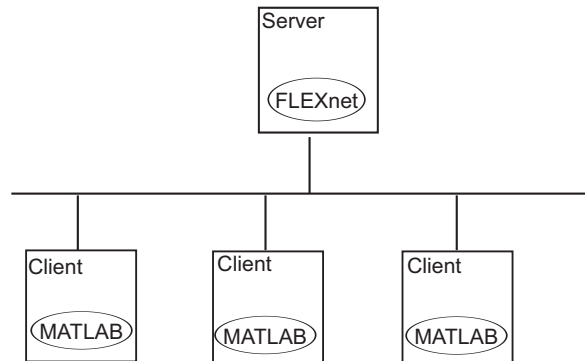 Server
FLEXnet
Client
MATLAB
Client
MATLAB
Client
MATLAB